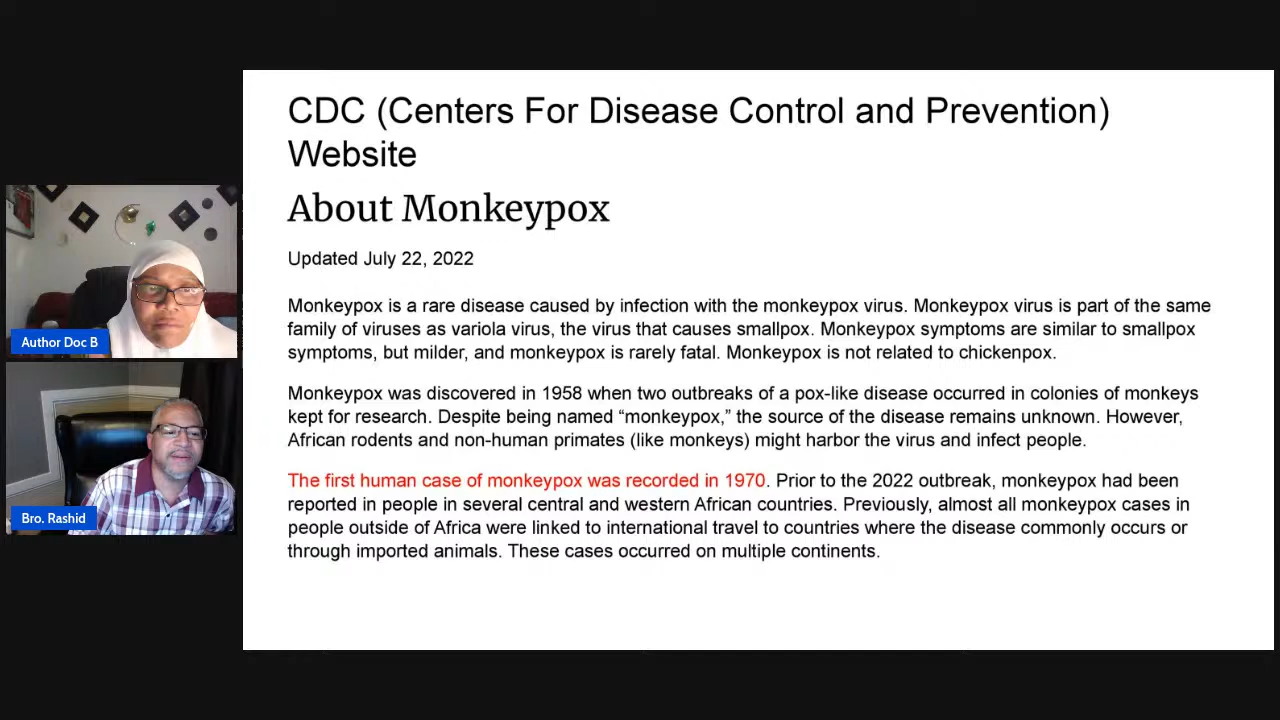 CDC (Centers For Disease Control and Prevention)
Website
About Monkeypox
Updated July 22, 2022
Monkeypox is a rare disease caused by infection with the monkeypox virus. Monkeypox virus is part of the same
family of viruses as variola virus, the virus that causes smallpox. Monkeypox symptoms are similar to smallpox
symptoms, but milder, and monkeypox is rarely fatal. Monkeypox is not related to chickenpox.
Monkeypox was discovered in 1958 when two outbreaks of a pox-like disease occurred in colonies of monkeys
kept for research. Despite being named “monkeypox,” the source of the disease remains unknown. However,
African rodents and non-human primates (like monkeys) might harbor the virus and infect people.
The first human case of monkeypox was recorded in 1970. Prior to the 2022 outbreak, monkeypox had been
reported in people in several central and western African countries. Previously, almost all monkeypox cases in
people outside of Africa were linked to international travel to countries where the disease commonly occurs or
through imported animals. These cases occurred on multiple continents.
Author Doc B
Bro. Rashid